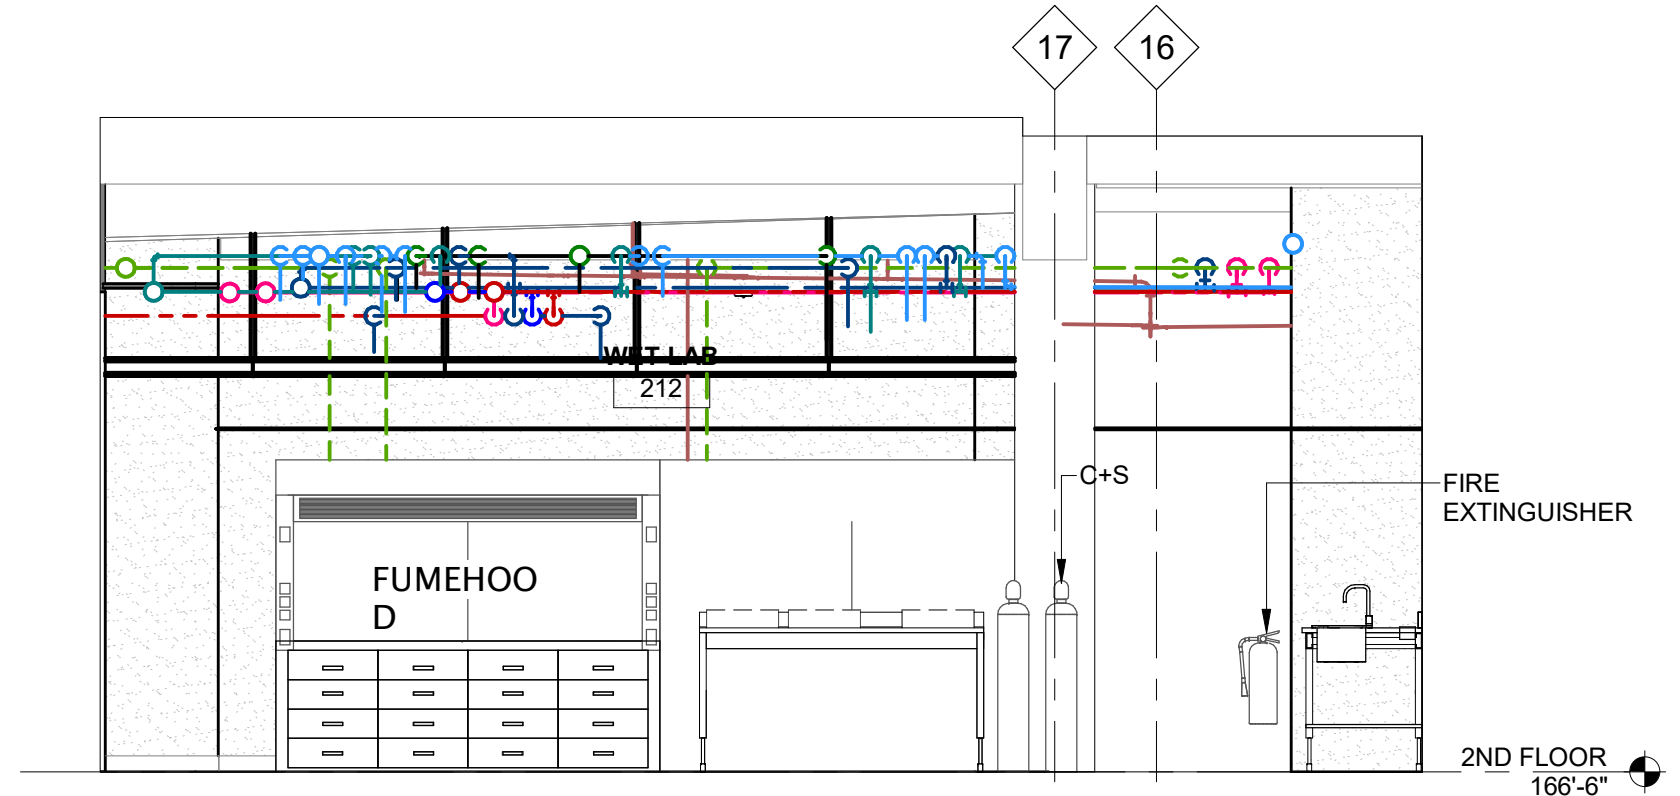 17
16
WET LAB
212
C+S
FIRE
EXTINGUISHER
FUMEHOO
D
2ND FLOOR
166'-6"